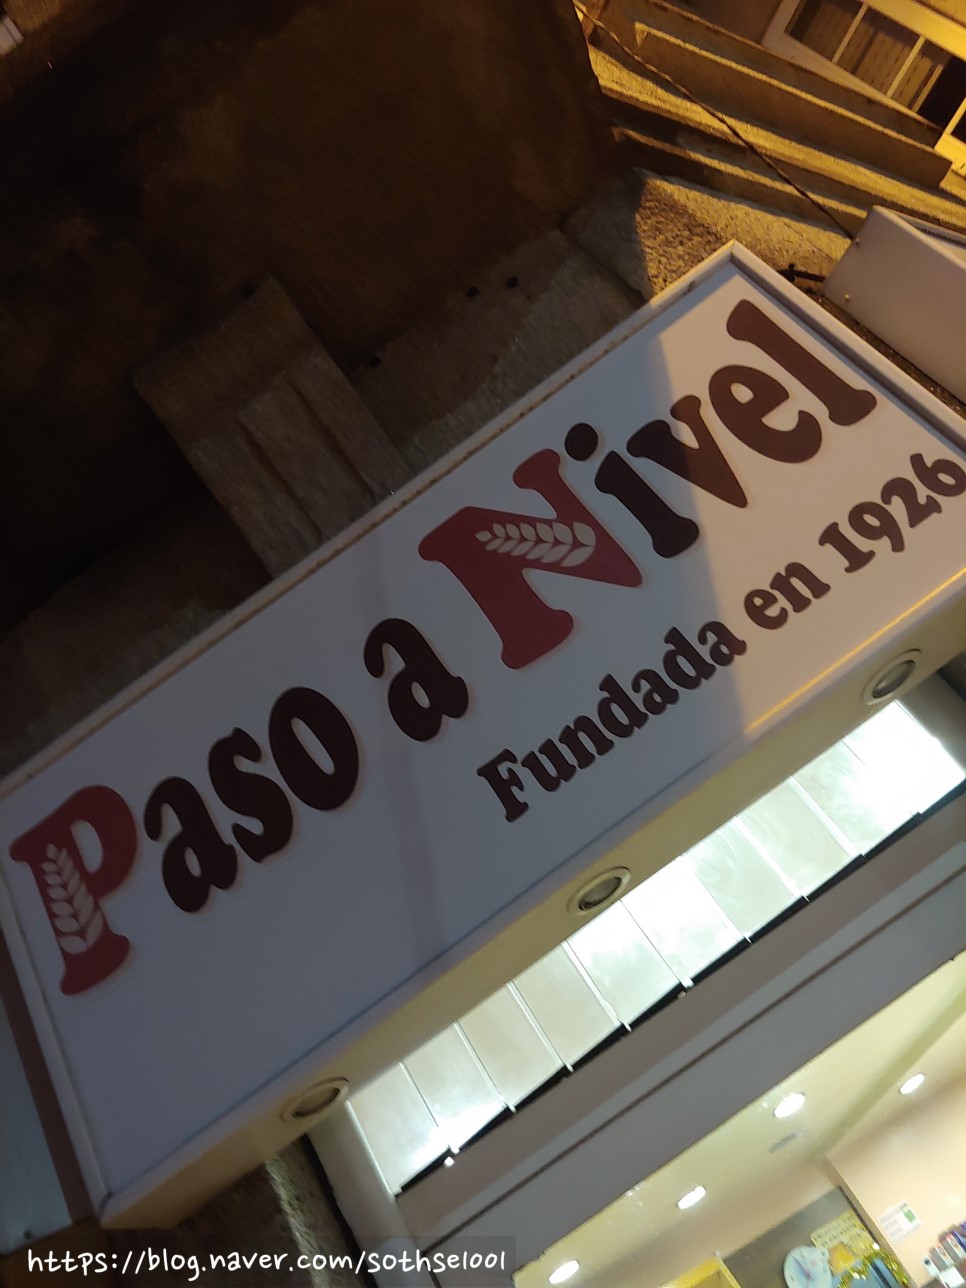 Paso a Nivel
Fundada en 1926
https://blog.naver.com/sothse1001